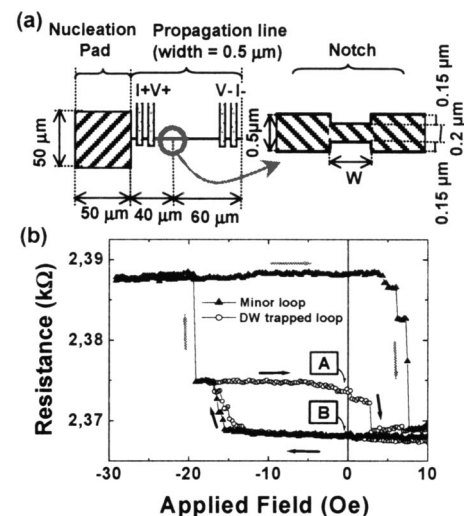 (a)
Nucleation Pad
Propagation line (width = 0.5 µm)
Notch
I+V+
V-I-
50 µm
50 µm
40 µm
60 µm
0.5µm
W
0.15 µm
0.2 µm
0.15 µm
(b)
Resistance (kΩ)
2,39
2,38
2,37
Minor loop
DW trapped loop
A
B
-30
-20
-10
0
10
Applied Field (Oe)